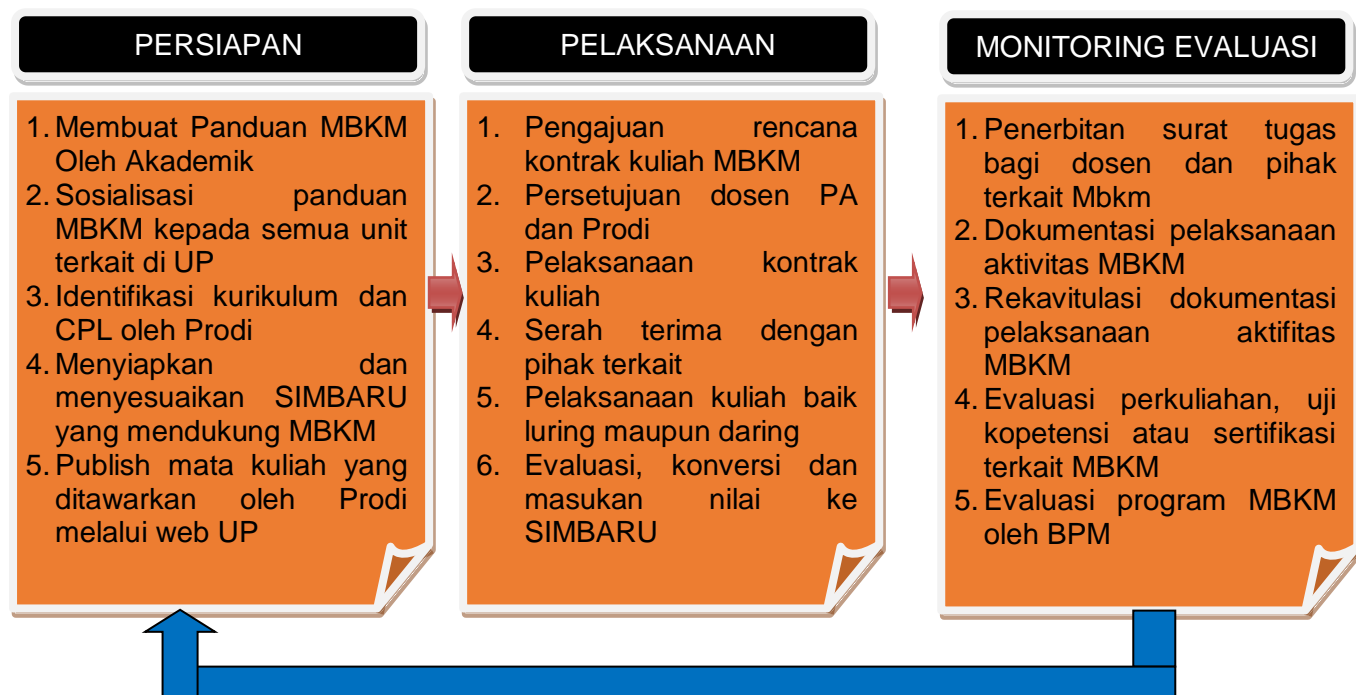 PERSIAPAN
1. Membuat Panduan MBKM
Oleh Akademik
2. Sosialisasi panduan
MBKM kepada semua unit
terkait di UP
3. Identifikasi kurikulum dan
CPL oleh Prodi
4. Menyiapkan dan
menyesuaikan SIMBARU
yang mendukung MBKM
5. Publish mata kuliah yang
ditawarkan oleh Prodi
melalui web UP
PELAKSANAAN
1. Pengajuan rencana
kontrak kuliah MBKM
2. Persetujuan dosen PA
dan Prodi
3. Pelaksanaan kontrak
kuliah
4. Serah terima dengan
pihak terkait
5. Pelaksanaan kuliah baik
luring maupun daring
6. Evaluasi, konversi dan
masukan nilai ke
SIMBARU
MONITORING EVALUASI
1. Penerbitan surat tugas
bagi dosen dan pihak
terkait Mbkm
2. Dokumentasi pelaksanaan
aktivitas MBKM
3. Rekavitulasi dokumentasi
pelaksanaan aktifitas
MBKM
4. Evaluasi perkuliahan, uji
kopetensi atau sertifikasi
terkait MBKM
5. Evaluasi program MBKM
oleh BPM